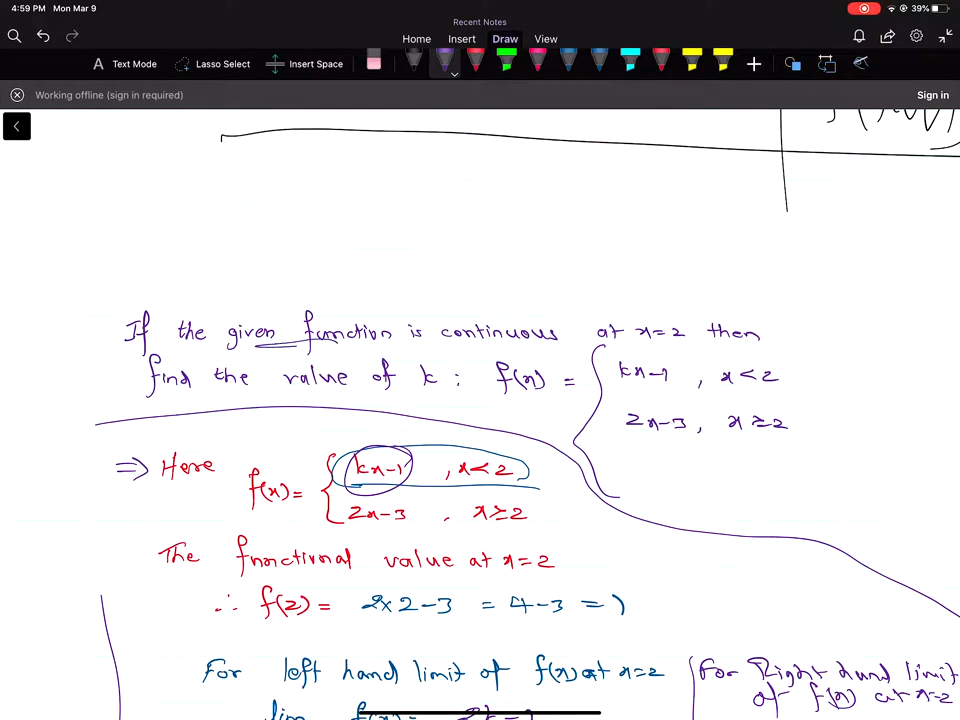 4:59 PM Mon Mar 9
39%
Recent Notes
Home Insert Draw View
A Text Mode Lasso Select Insert Space
Working offline (sign in required) Sign in
If the given function is continuous at x=2 then
find the value of k : f(x) = { kx-1 , x<2
2x-3 , x≥2
⇒ Here f(x)= { kx-1 , x<2
2x-3 , x≥2
The functional value at x=2
∴ f(2) = 2x2-3 = 4-3 = 1
For left hand limit of f(x) at x=2
For Right hand limit
of f(x) at x=2